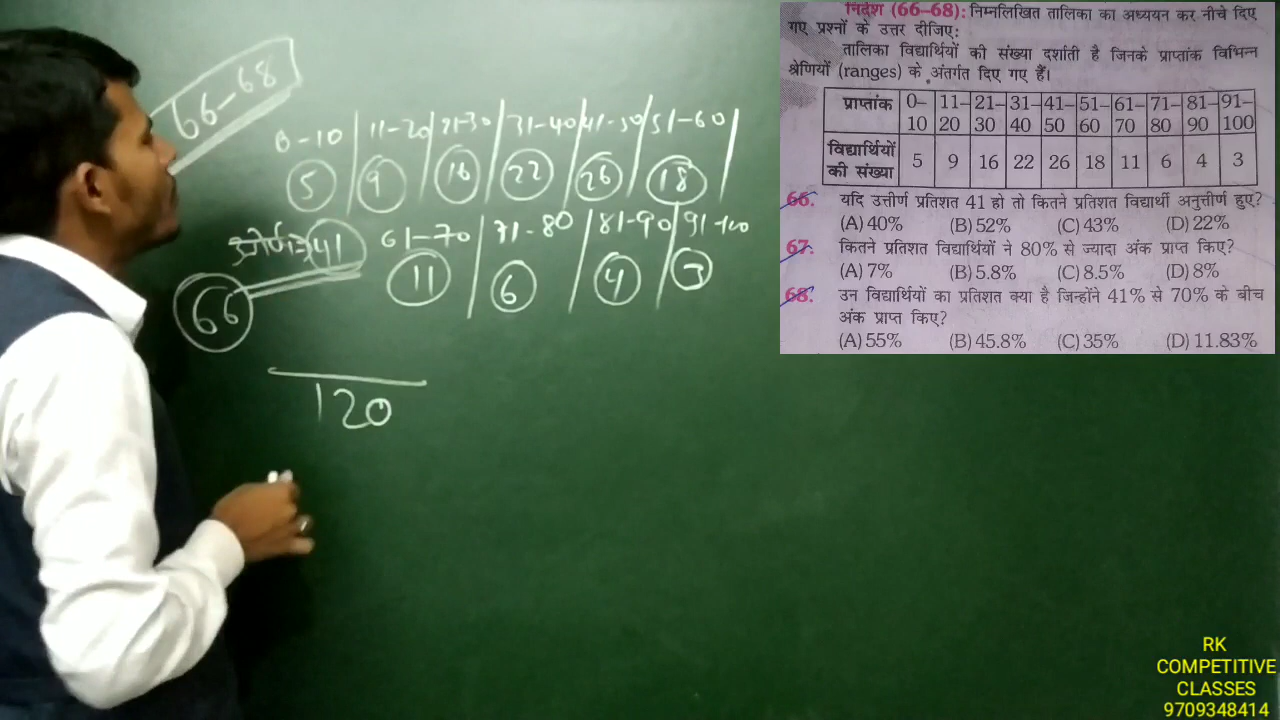 66-68
0-10 11-20 21-30 31-40 41-50 51-60
5 9 16 22 26 18
41 61-70 71-80 81-90 91-100
66 11 6 4 3
120
निर्देश (66–68): निम्नलिखित तालिका का अध्ययन कर नीचे दिए
गए प्रश्नों के उत्तर दीजिए:
तालिका विद्यार्थियों की संख्या दर्शाती है जिनके प्राप्तांक विभिन्न
श्रेणियों (ranges) के अंतर्गत दिए गए हैं।
प्राप्तांक 0–10 11–20 21–30 31–40 41–50 51–60 61–70 71–80 81–90 91–100
विद्यार्थियों की संख्या 5 9 16 22 26 18 11 6 4 3
66. यदि उत्तीर्ण प्रतिशत 41 हो तो कितने प्रतिशत विद्यार्थी अनुत्तीर्ण हुए?
(A) 40% (B) 52% (C) 43% (D) 22%
67. कितने प्रतिशत विद्यार्थियों ने 80% से ज्यादा अंक प्राप्त किए?
(A) 7% (B) 5.8% (C) 8.5% (D) 8%
68. उन विद्यार्थियों का प्रतिशत क्या है जिन्होंने 41% से 70% के बीच
अंक प्राप्त किए?
(A) 55% (B) 45.8% (C) 35% (D) 11.83%
RK
COMPETITIVE
CLASSES
9709348414